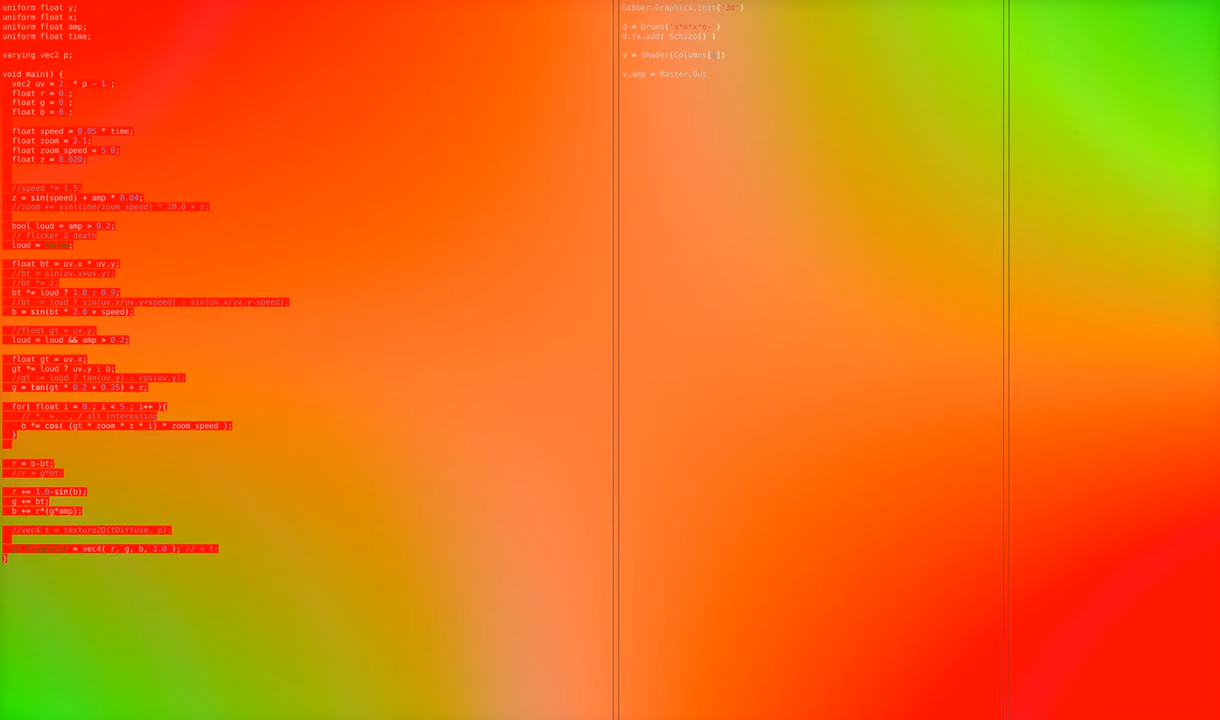 uniform float y;
uniform float x;
uniform float amp;
uniform float time;
varying vec2 p;
void main() {
vec2 uv = 2. * p - 1.;
float r = 0.;
float g = 0.;
float b = 0.;
float speed = 0.05 * time;
float zoom = 2.1;
float zoom_speed = 5.0;
float z = 0.020;
//speed *= 1.5;
z = sin(speed) + amp * 0.04;
//zoom += sin(time/zoom_speed) * 20.0 + z;
bool loud = amp > 0.2;
// flicker 2 death
loud = ;
float bt = uv.x * uv.y;
//bt = sin(uv.x+uv.y);
//bt *= z;
bt *= loud ? 1.0 : 0.9;
//bt -= loud ? sin(uv.x/uv.y+speed) : sin(uv.x/uv.y-speed);
b = sin(bt * 2.0 + speed);
//float gt = uv.y;
loud = loud && amp > 0.2;
float gt = uv.x;
gt *= loud ? uv.y : b;
//gt -= loud ? tan(uv.y) : cos(uv.y);
g = tan(gt * 0.2 + 0.25) + z;
for( float i = 0.; i < 5.; i++ ){
// *, +, -, / all interesting
b *= cos( (gt * zoom * z * i) * zoom_speed );
}
r = b-bt;
//r = g*bt;
r += 1.0-sin(b);
g += bt;
b += r*(g*amp);
//vec4 t = texture2D(tDiffuse, p);
= vec4( r, g, b, 1.0 ); // + t;
}
Gibber.Graphics.init('3d')
d = Drums('x*o*x*o-')
d.fx.add( Schizo() )
v = Shader(Columns[ ])
v.amp = Master.Out